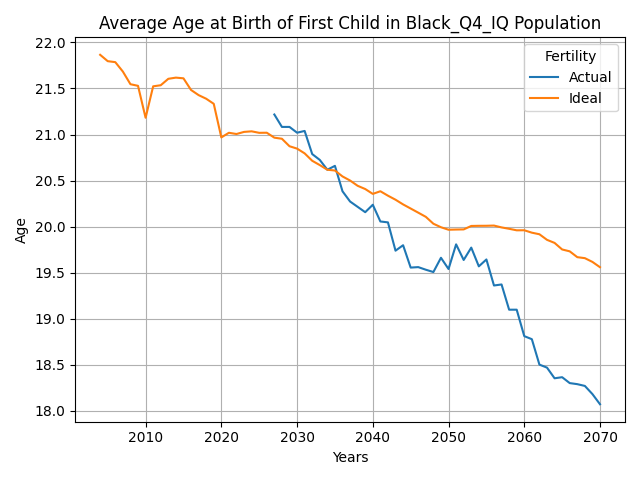 Average Age at Birth of First Child in Black_Q4_IQ Population
22.0
21.5
21.0
20.5
20.0
19.5
19.0
18.5
18.0
Age
Fertility
Actual
Ideal
2010 2020 2030 2040 2050 2060 2070
Years